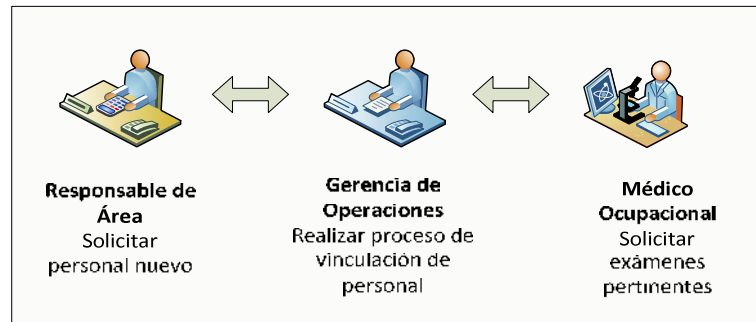 Responsable de
Área
Solicitar
personal nuevo
Gerencia de
Operaciones
Realizar proceso de
vinculación de
personal
Médico
Ocupacional
Solicitar
exámenes
pertinentes